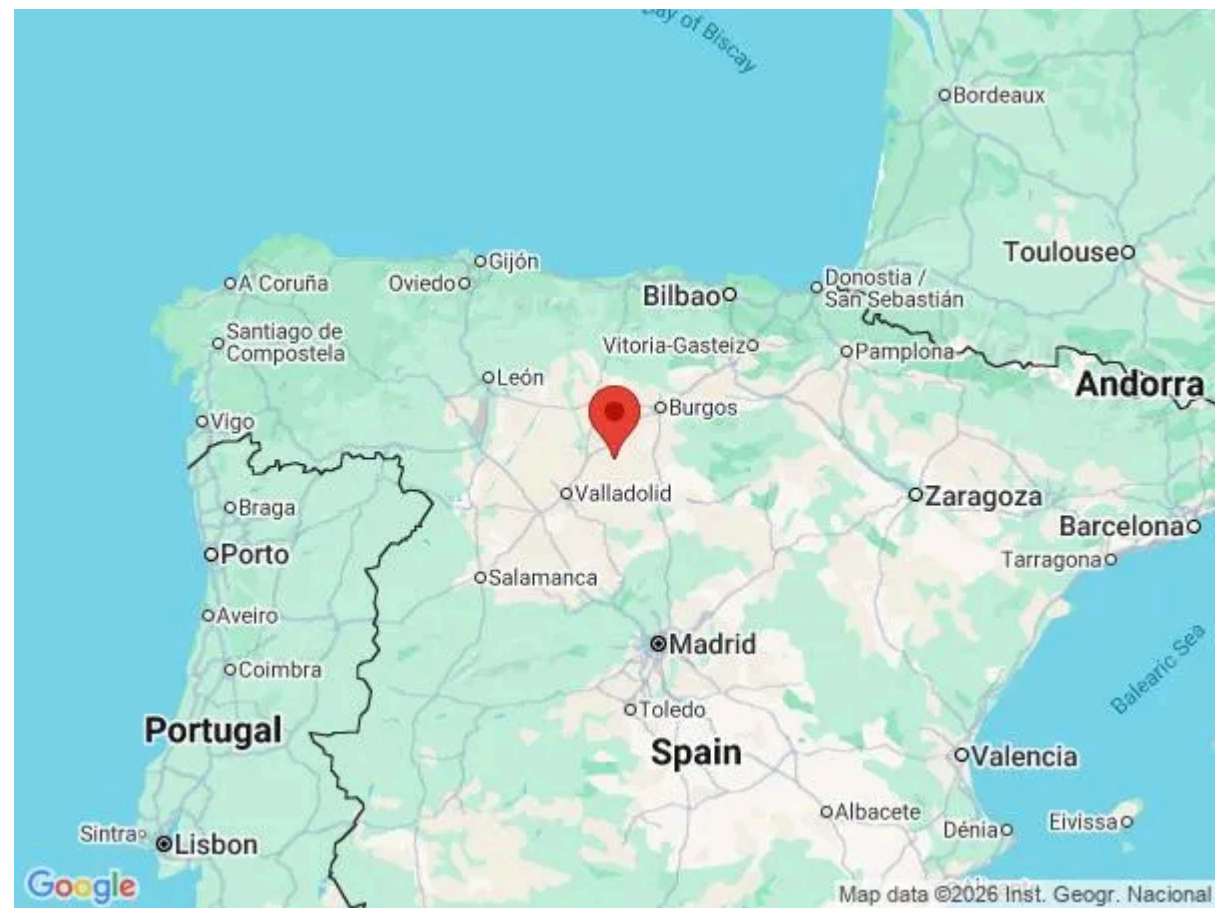 Bay of Biscay
Bordeaux
Toulouse
Gijón
A Coruña
Oviedo
Bilbao
Donostia /
San Sebastián
Santiago de
Compostela
Vitoria-Gasteiz
Pamplona
León
Andorra
Burgos
Vigo
Valladolid
Zaragoza
Braga
Barcelona
Porto
Tarragona
Salamanca
Aveiro
Madrid
Coimbra
Balearic Sea
Toledo
Portugal
Spain
Valencia
Albacete
Eivissa
Dénia
Sintra
Lisbon
Google
Map data ©2026 Inst. Geogr. Nacional